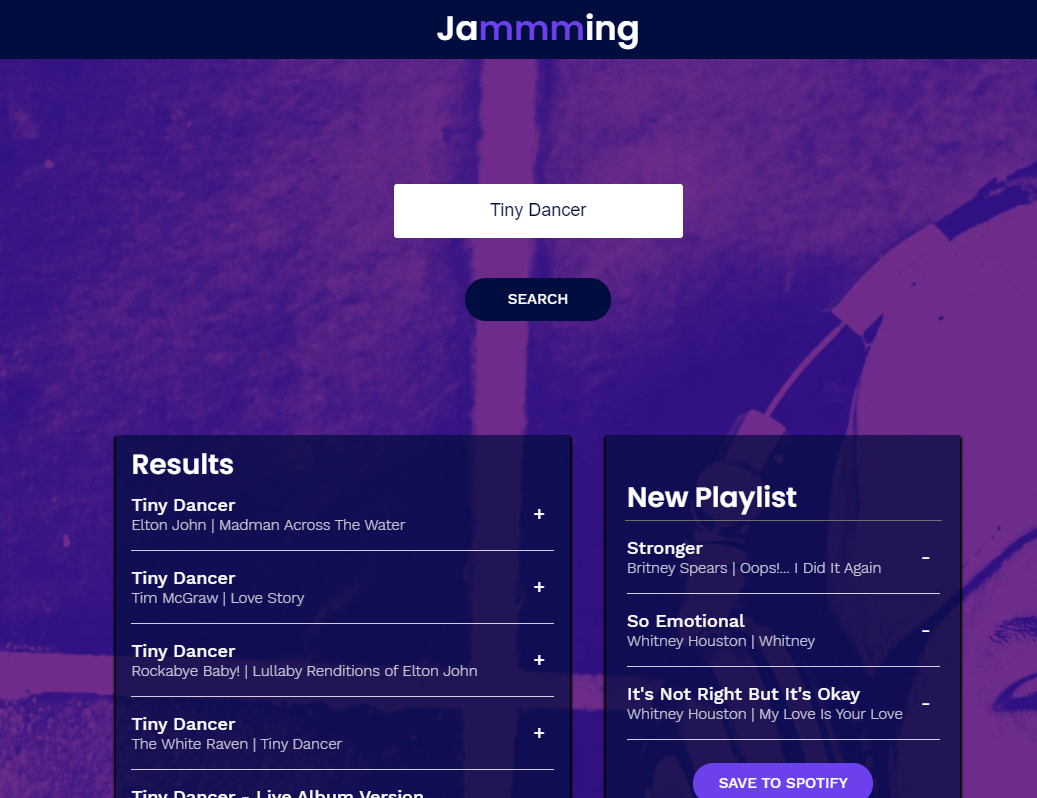 Jammming
Tiny Dancer
SEARCH
Results
Tiny Dancer
Elton John | Madman Across The Water
+
Tiny Dancer
Tim McGraw | Love Story
+
Tiny Dancer
Rockabye Baby! | Lullaby Renditions of Elton John
+
Tiny Dancer
The White Raven | Tiny Dancer
+
Tiny Dancer - Live Album Version
New Playlist
Stronger
Britney Spears | Oops!... I Did It Again
-
So Emotional
Whitney Houston | Whitney
-
It's Not Right But It's Okay
Whitney Houston | My Love Is Your Love
-
SAVE TO SPOTIFY